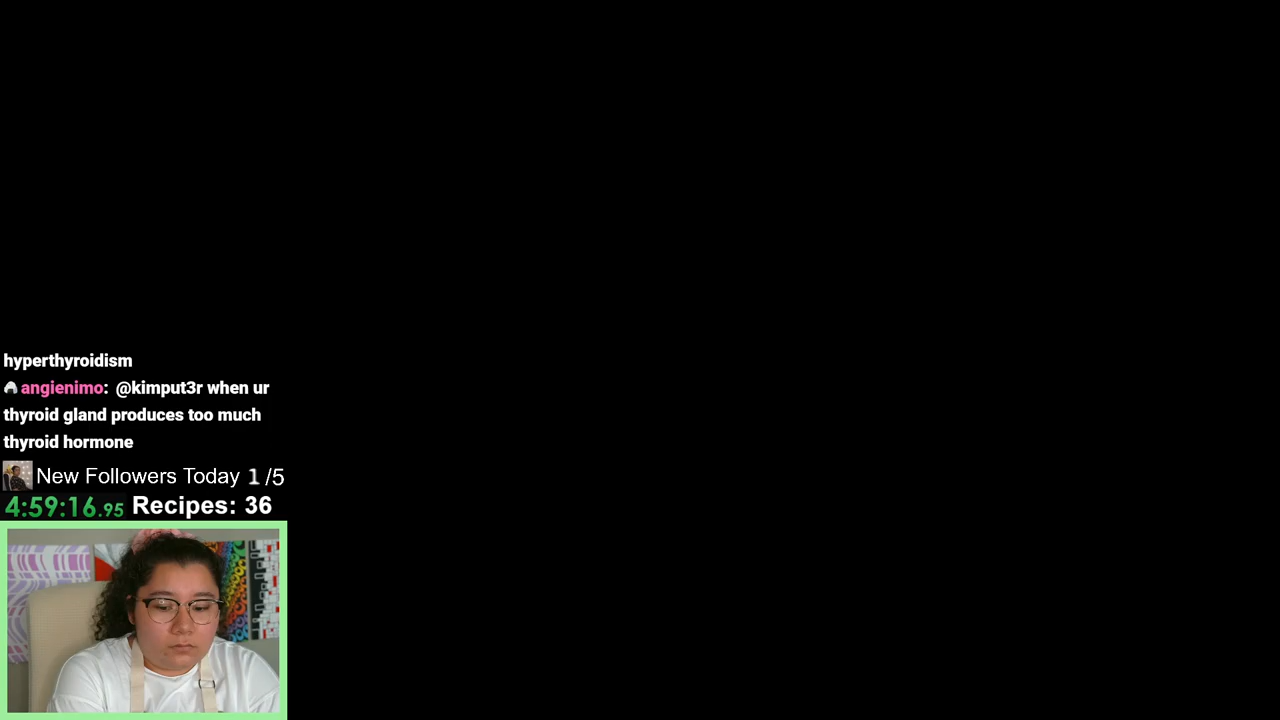 hyperthyroidism
angienimo: @kimput3r when ur
thyroid gland produces too much
thyroid hormone
New Followers Today 1 /5
4:59:16.95 Recipes: 36